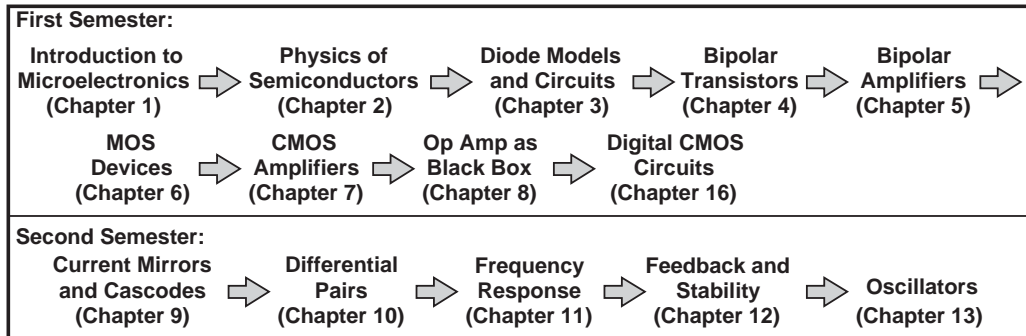 First Semester:
Introduction to
Microelectronics
(Chapter 1)
Physics of
Semiconductors
(Chapter 2)
Diode Models
and Circuits
(Chapter 3)
Bipolar
Transistors
(Chapter 4)
Bipolar
Amplifiers
(Chapter 5)
MOS
Devices
(Chapter 6)
CMOS
Amplifiers
(Chapter 7)
Op Amp as
Black Box
(Chapter 8)
Digital CMOS
Circuits
(Chapter 16)
Second Semester:
Current Mirrors
and Cascodes
(Chapter 9)
Differential
Pairs
(Chapter 10)
Frequency
Response
(Chapter 11)
Feedback and
Stability
(Chapter 12)
Oscillators
(Chapter 13)